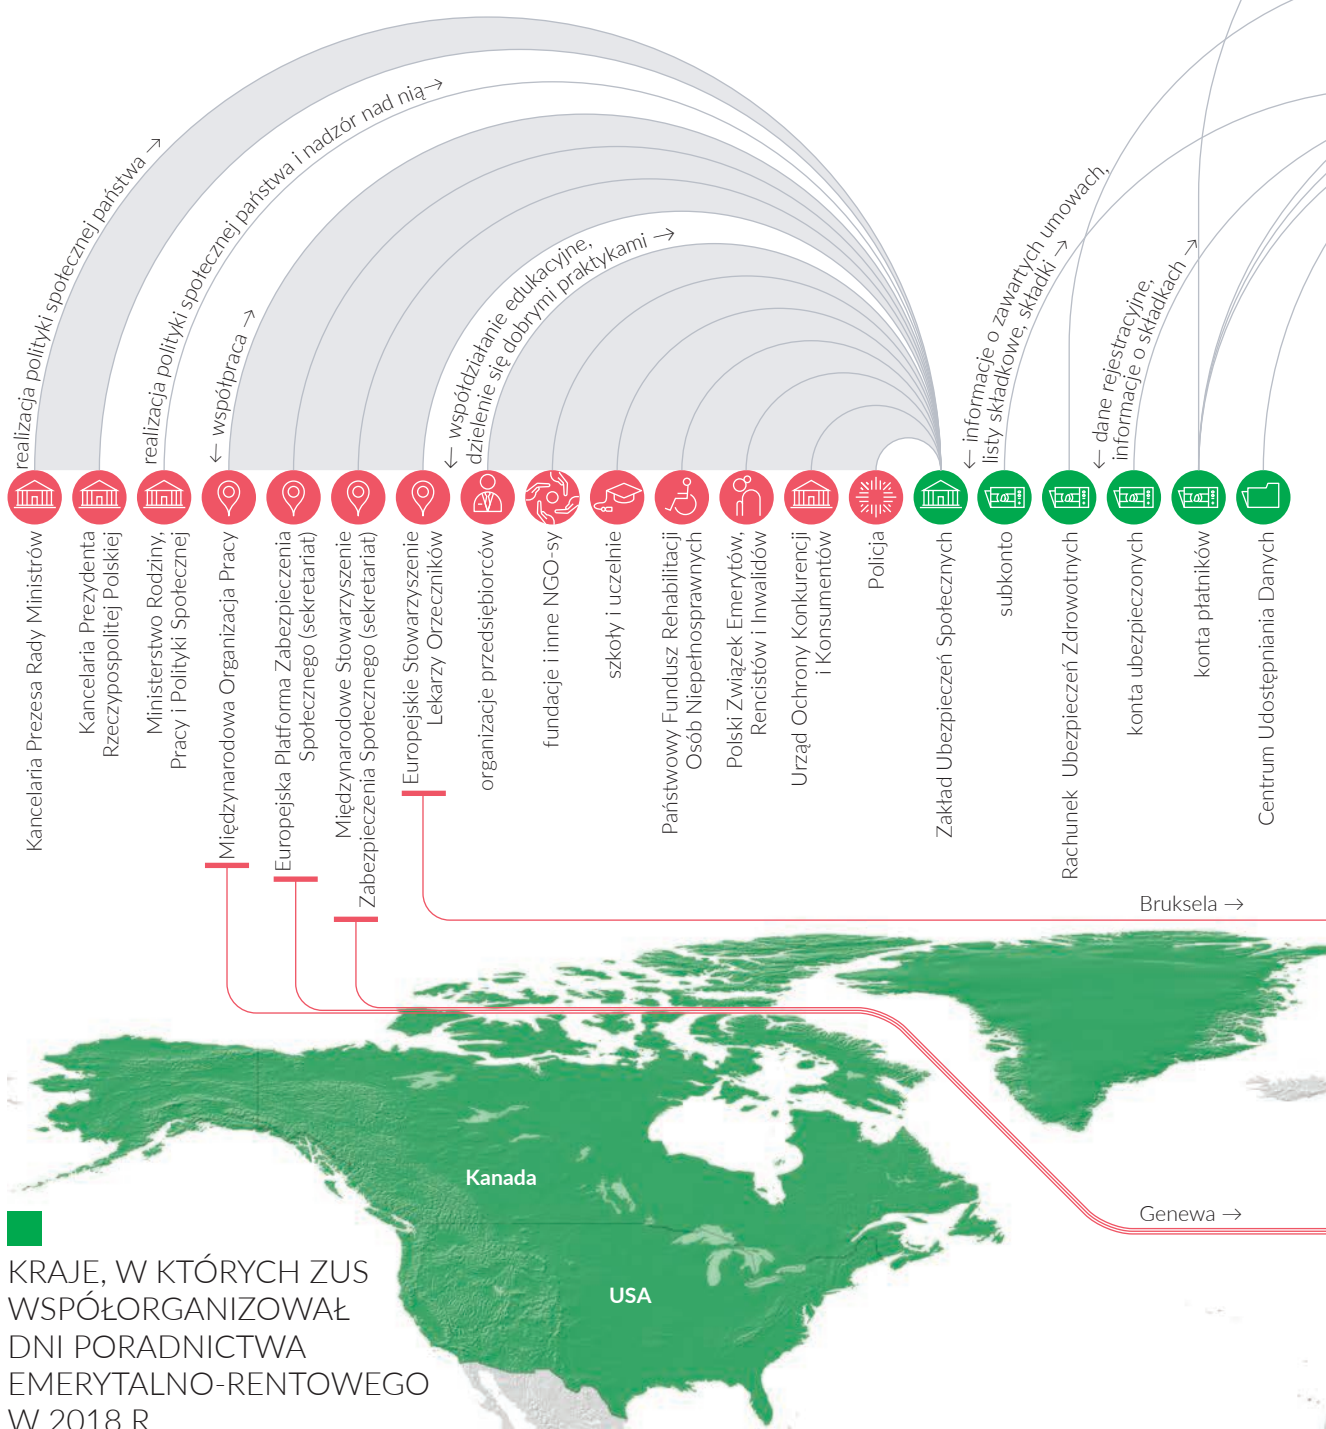 realizacja polityki społecznej państwa →
realizacja polityki społecznej państwa i nadzór nad nią→
← współpraca →
← współdziałanie edukacyjne,
dzielenie się dobrymi praktykami →
← informacje o zawartych umowach,
listy składkowe, składki →
← dane rejestracyjne,
informacje o składkach →
Kancelaria Prezesa Rady Ministrów
Kancelaria Prezydenta
Rzeczypospolitej Polskiej
Ministerstwo Rodziny,
Pracy i Polityki Społecznej
Międzynarodowa Organizacja Pracy
Europejska Platforma Zabezpieczenia
Społecznego (sekretariat)
Międzynarodowe Stowarzyszenie
Zabezpieczenia Społecznego (sekretariat)
Europejskie Stowarzyszenie
Lekarzy Orzeczników
organizacje przedsiębiorców
fundacje i inne NGO-sy
szkoły i uczelnie
Państwowy Fundusz Rehabilitacji
Osób Niepełnosprawnych
Polski Związek Emerytów,
Rencistów i Inwalidów
Urząd Ochrony Konkurencji
i Konsumentów
Policja
Zakład Ubezpieczeń Społecznych
subkonto
Rachunek Ubezpieczeń Zdrowotnych
konta ubezpieczonych
konta płatników
Centrum Udostępniania Danych
Bruksela →
Genewa →
Kanada
USA
KRAJE, W KTÓRYCH ZUS
WSPÓŁORGANIZOWAŁ
DNI PORADNICTWA
EMERYTALNO-RENTOWEGO
W 2018 R